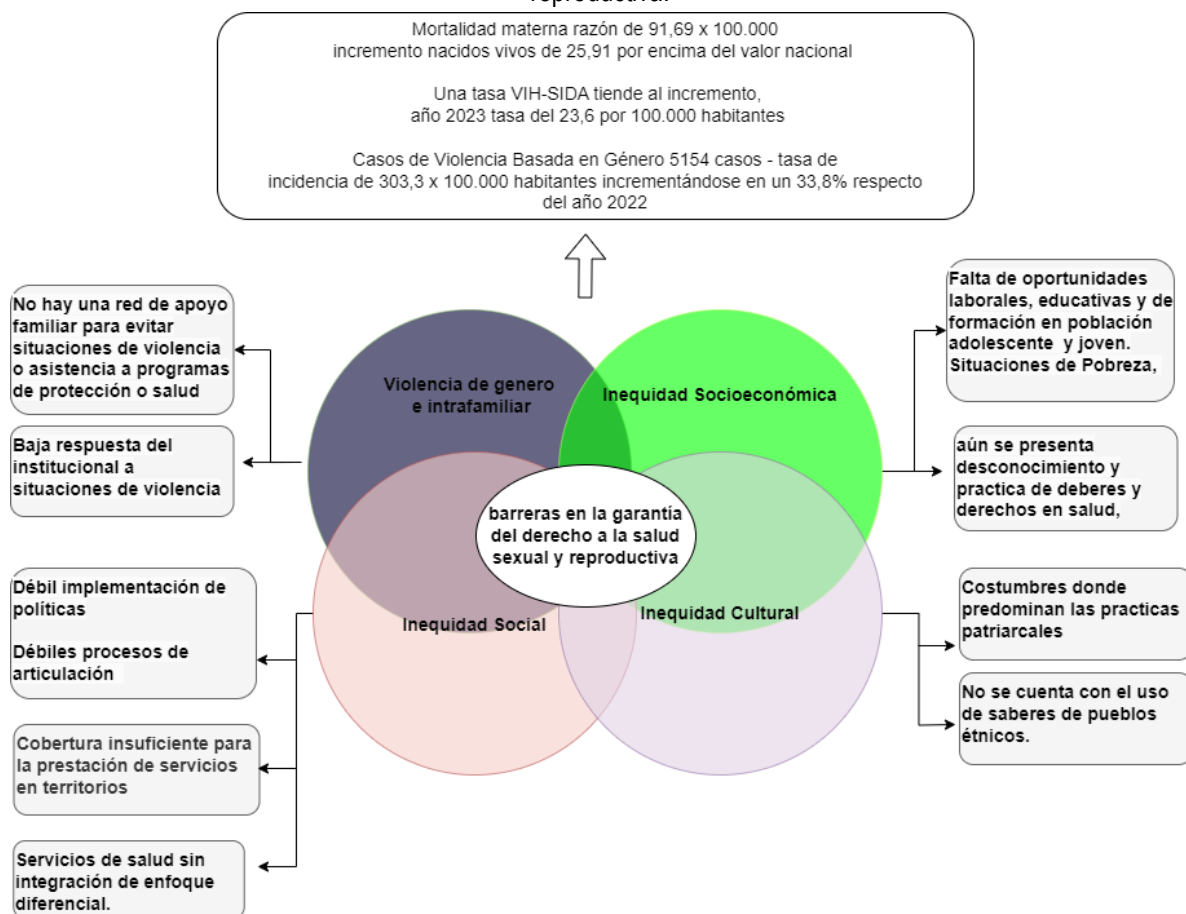 reproductiva.
Mortalidad materna razón de 91,69 x 100.000
incremento nacidos vivos de 25,91 por encima del valor nacional
Una tasa VIH-SIDA tiende al incremento,
año 2023 tasa del 23,6 por 100.000 habitantes
Casos de Violencia Basada en Género 5154 casos - tasa de
incidencia de 303,3 x 100.000 habitantes incrementándose en un 33,8% respecto
del año 2022
No hay una red de apoyo
familiar para evitar
situaciones de violencia
o asistencia a programas
de protección o salud
Baja respuesta del
institucional a
situaciones de violencia
Violencia de genero
e intrafamiliar
Inequidad Socioeconómica
Falta de oportunidades
laborales, educativas y de
formación en población
adolescente y joven.
Situaciones de Pobreza,
aún se presenta
desconocimiento y
practica de deberes y
derechos en salud,
barreras en la garantía
del derecho a la salud
sexual y reproductiva
Inequidad Social
Inequidad Cultural
Débil implementación de
políticas
Débiles procesos de
articulación
Cobertura insuficiente para
la prestación de servicios
en territorios
Servicios de salud sin
integración de enfoque
diferencial.
Costumbres donde
predominan las practicas
patriarcales
No se cuenta con el uso
de saberes de pueblos
étnicos.